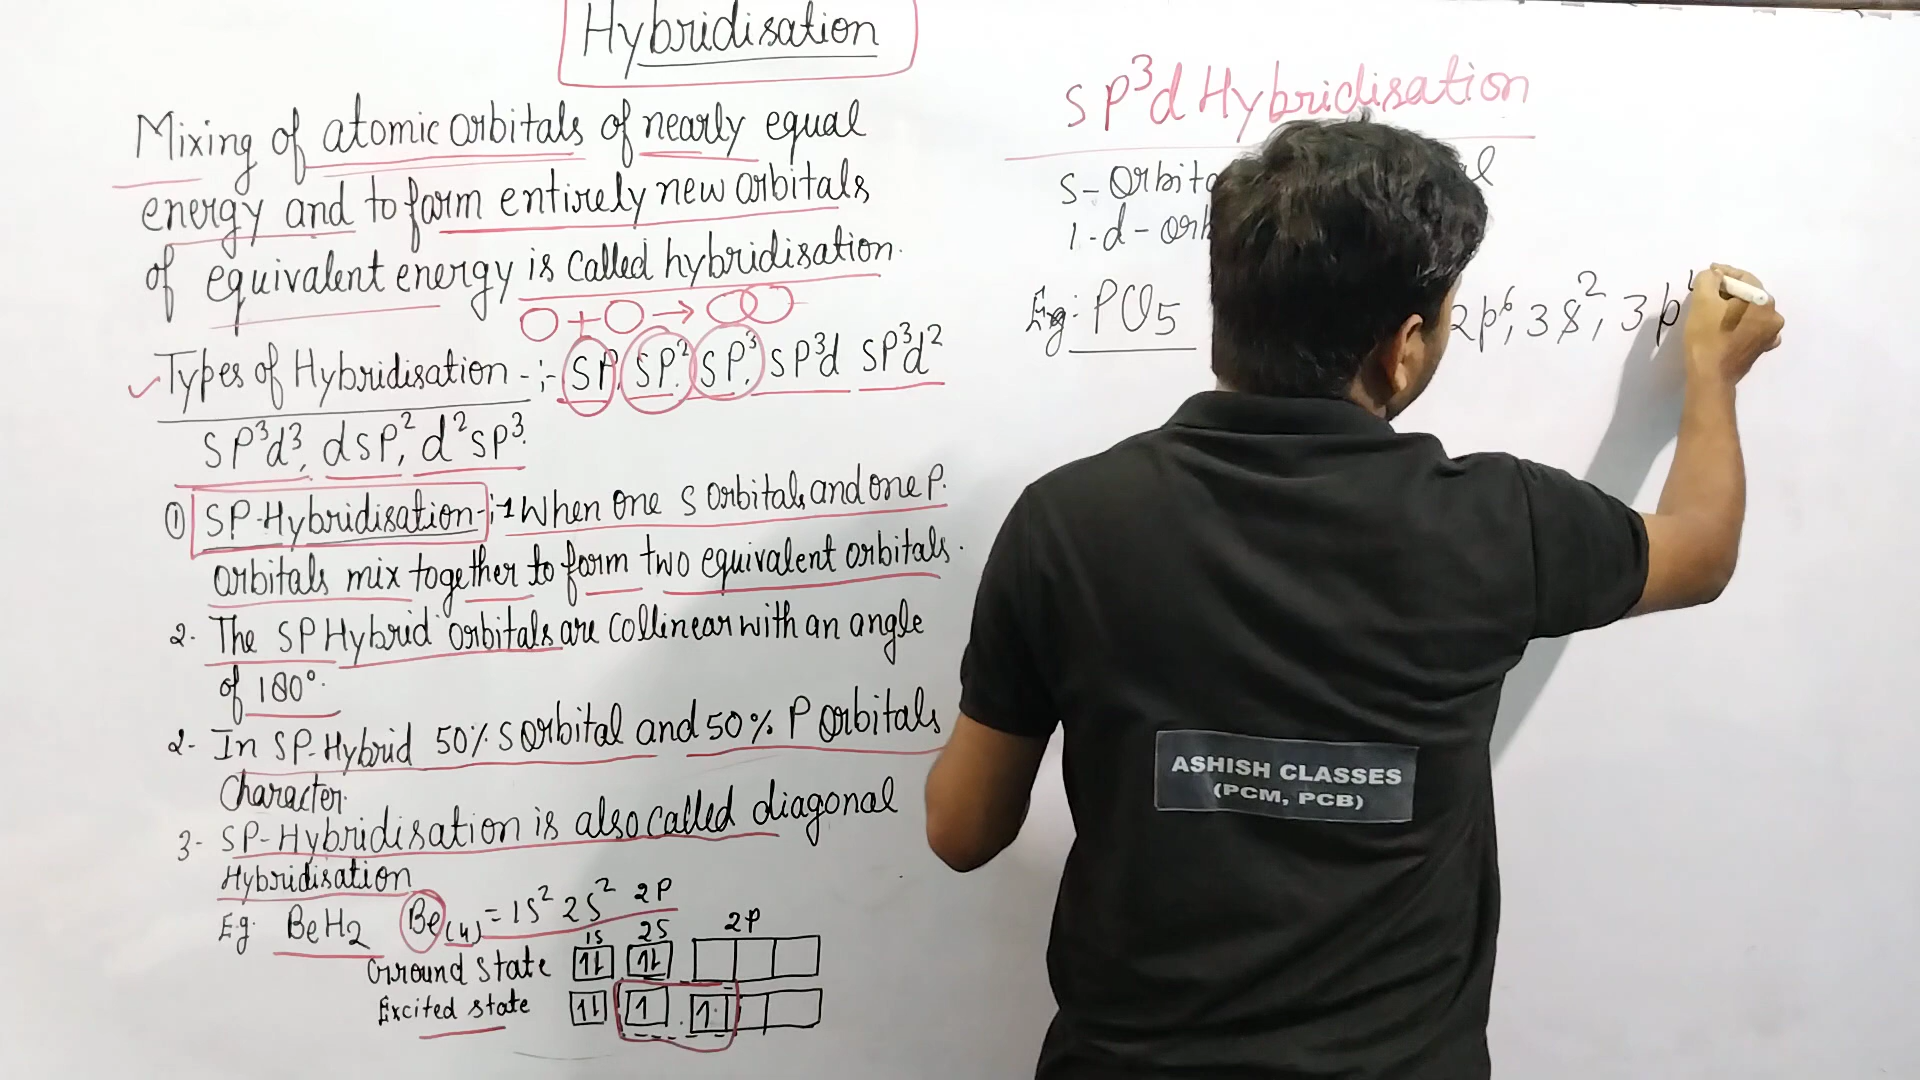 Hybridisation
Mixing of atomic orbitals of nearly equal
energy and to form entirely new orbitals
of equivalent energy is called hybridisation.
+ →
✓ Types of Hybridisation -:- SP, SP², SP³, SP³d SP³d²
SP³d³, dsp², d²sp³.
① SP-Hybridisation-:-1 When one S orbitals and one P.
orbitals mix together to form two equivalent orbitals.
2. The SP Hybrid orbitals are collinear with an angle
of 180°.
2- In SP-Hybrid 50% S orbital and 50% P orbitals
Character.
3- SP-Hybridisation is also called diagonal
Hybridisation
E.g: BeH2 Be(4) = 1S² 2S² 2P
1S 2S 2P
Ground state 1⇂ 1⇂
Excited state 1⇂ 1 1
SP³d Hybridisation
S-
1-d-
Eg: PCl5 2p⁶, 3s², 3p
ASHISH CLASSES
(PCM, PCB)